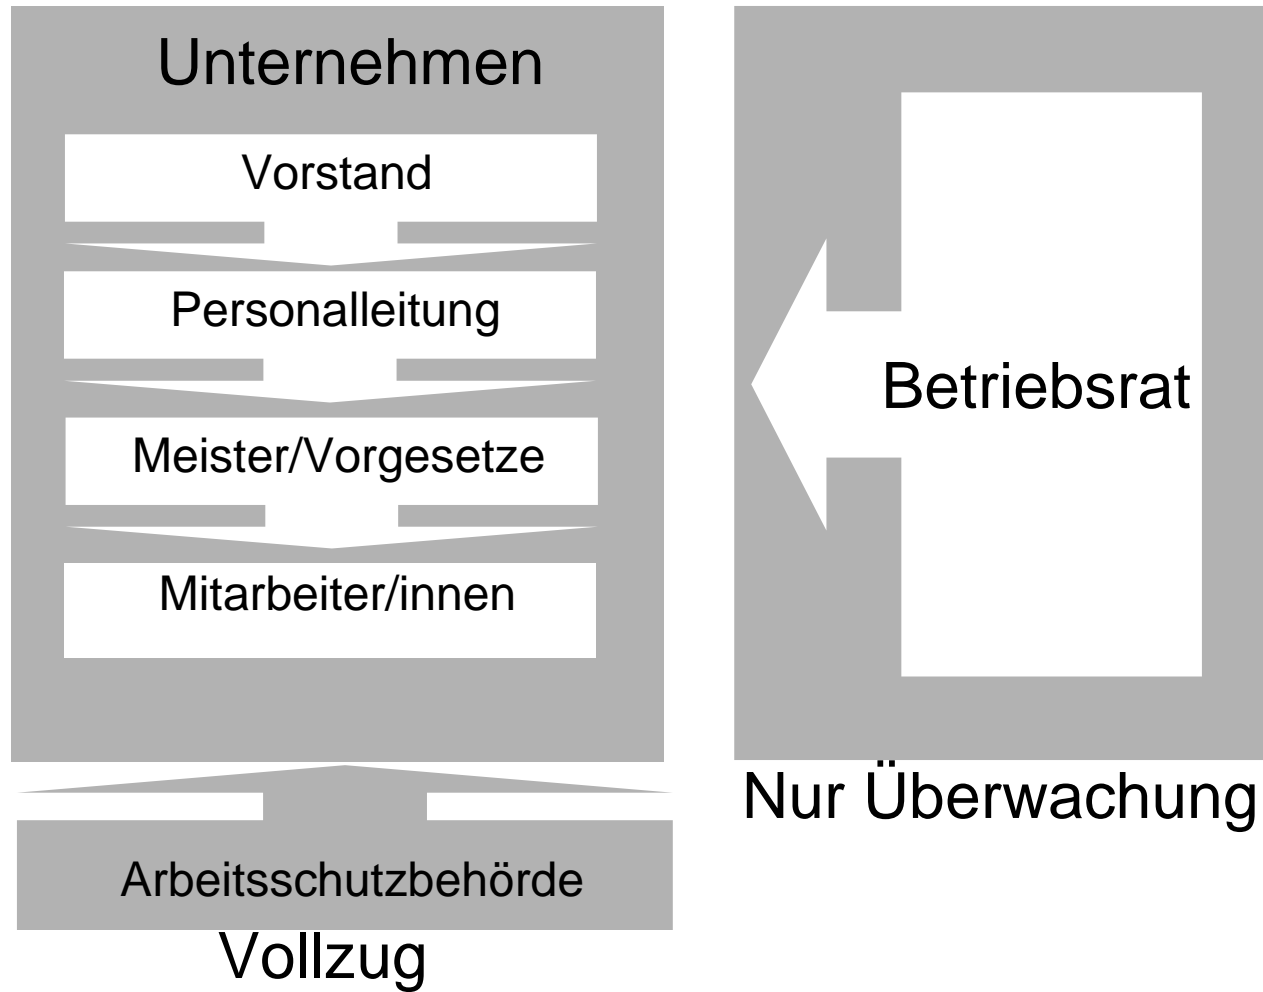 Unternehmen
Vorstand
Personalleitung
Meister/Vorgesetze
Mitarbeiter/innen
Betriebsrat
Nur Überwachung
Arbeitsschutzbehörde
Vollzug